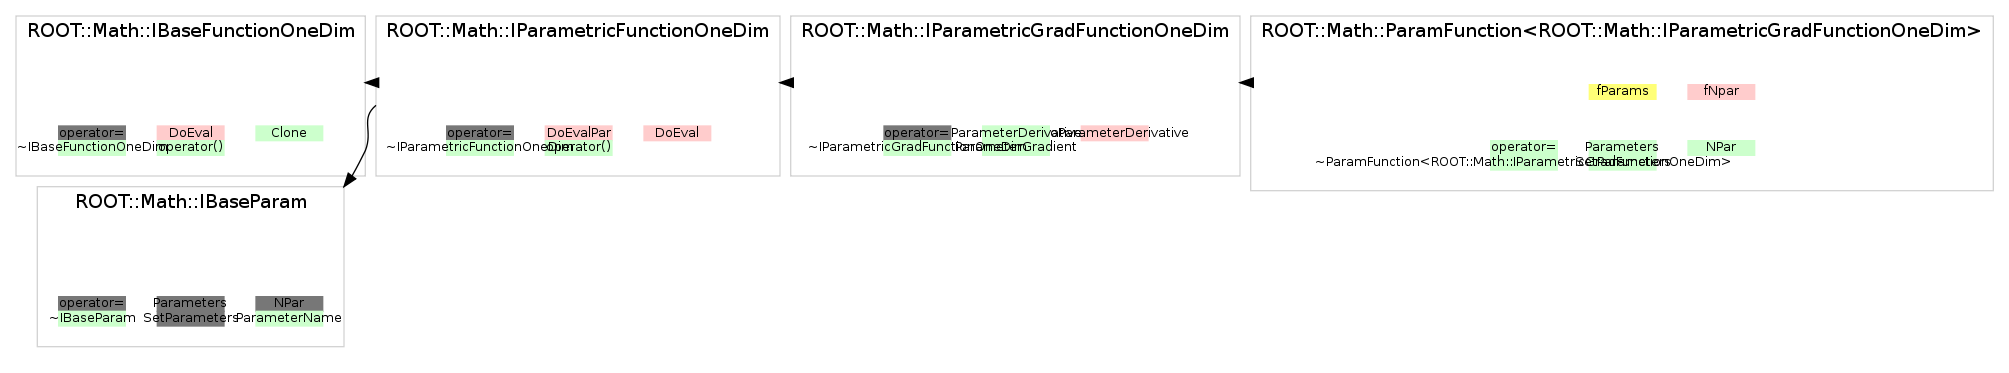 ROOT::Math::IBaseFunctionOneDim
operator= DoEval Clone
~IBaseFunctionOneDim operator()
ROOT::Math::IParametricFunctionOneDim
operator= DoEvalPar DoEval
~IParametricFunctionOneDim operator()
ROOT::Math::IParametricGradFunctionOneDim
operator= ParameterDerivative DoParameterDerivative
~IParametricGradFunctionOneDim ParameterGradient
ROOT::Math::ParamFunction<ROOT::Math::IParametricGradFunctionOneDim>
fParams fNpar
operator= Parameters NPar
~ParamFunction<ROOT::Math::IParametricGradFunctionOneDim> SetParameters
ROOT::Math::IBaseParam
operator= Parameters NPar
~IBaseParam SetParameters ParameterName